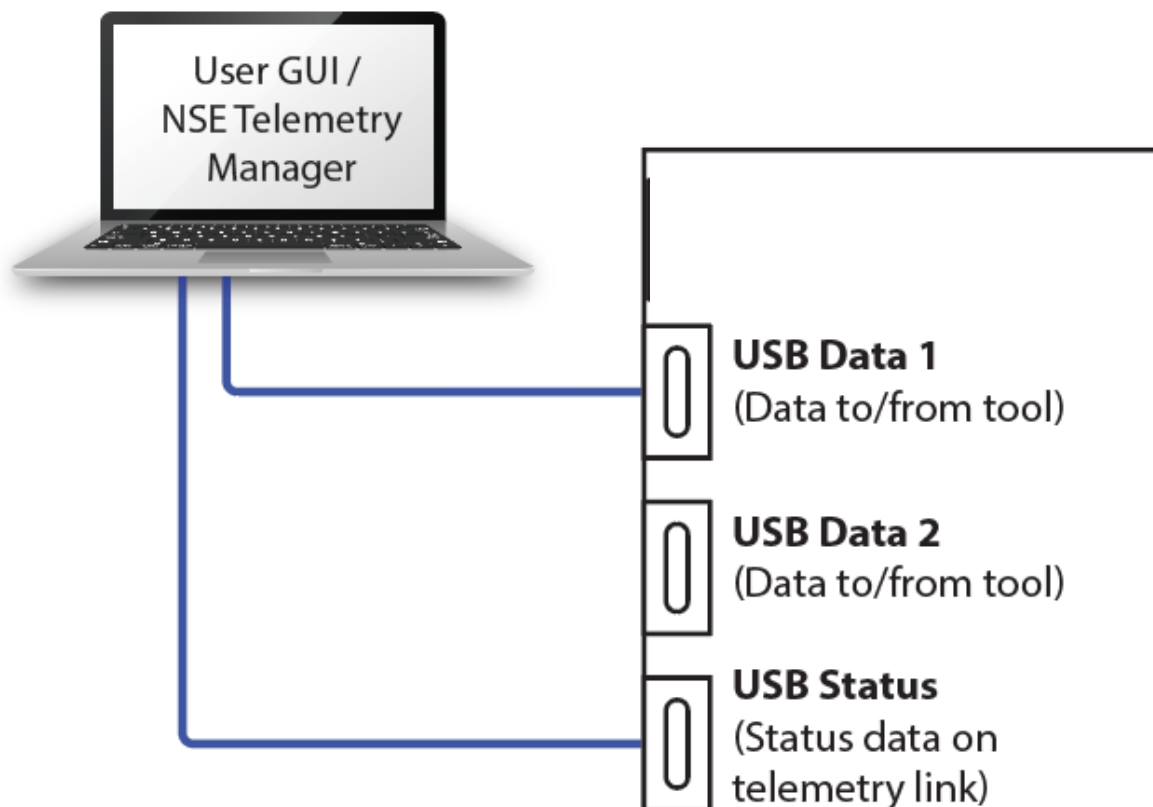 User GUI /
NSE Telemetry
Manager
USB Data 1
(Data to/from tool)
USB Data 2
(Data to/from tool)
USB Status
(Status data on
telemetry link)